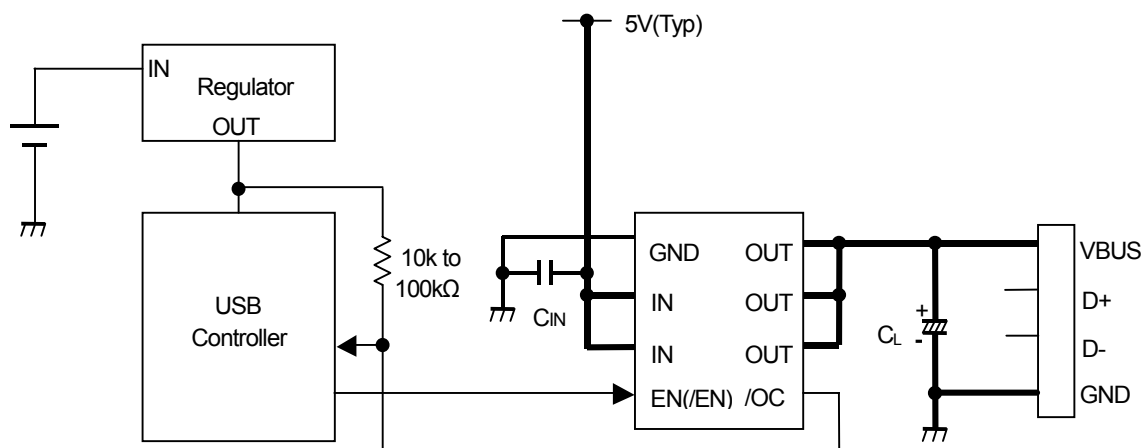 5V(Typ)
IN
Regulator
OUT
10k to
100kΩ
USB
Controller
CIN
GND
IN
IN
EN(/EN)
OUT
OUT
OUT
/OC
+
-
CL
VBUS
D+
D-
GND